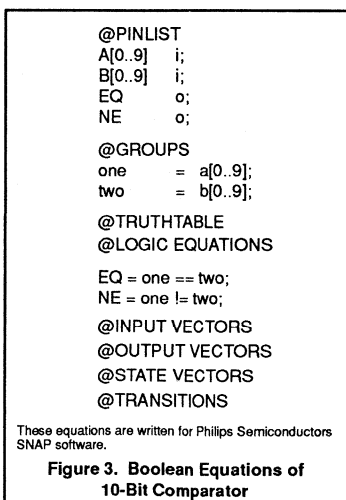 @PINLIST
A[0..9] i;
B[0..9] i;
EQ o;
NE o;
@GROUPS
one = a[0..9];
two = b[0..9];
@TRUTHTABLE
@LOGIC EQUATIONS
EQ = one == two;
NE = one != two;
@INPUT VECTORS
@OUTPUT VECTORS
@STATE VECTORS
@TRANSITIONS
These equations are written for Philips Semiconductors
SNAP software.
Figure 3. Boolean Equations of
10-Bit Comparator